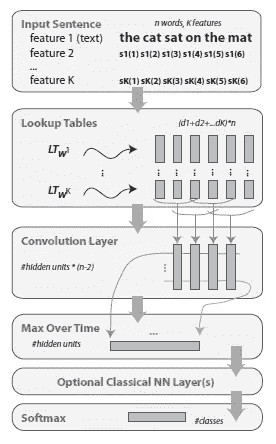 Input Sentence
n words, K features
feature 1 (text) the cat sat on the mat
feature 2 s1(1) s1(2) s1(3) s1(4) s1(5) s1(6)
...
feature K sK(1) sK(2) sK(3) sK(4) sK(5) sK(6)
Lookup Tables
(d1+d2+...dK)*n
LTw1
...
LTwK
Convolution Layer
#hidden units * (n-2)
Max Over Time
...
#hidden units
Optional Classical NN Layer(s)
Softmax
#classes